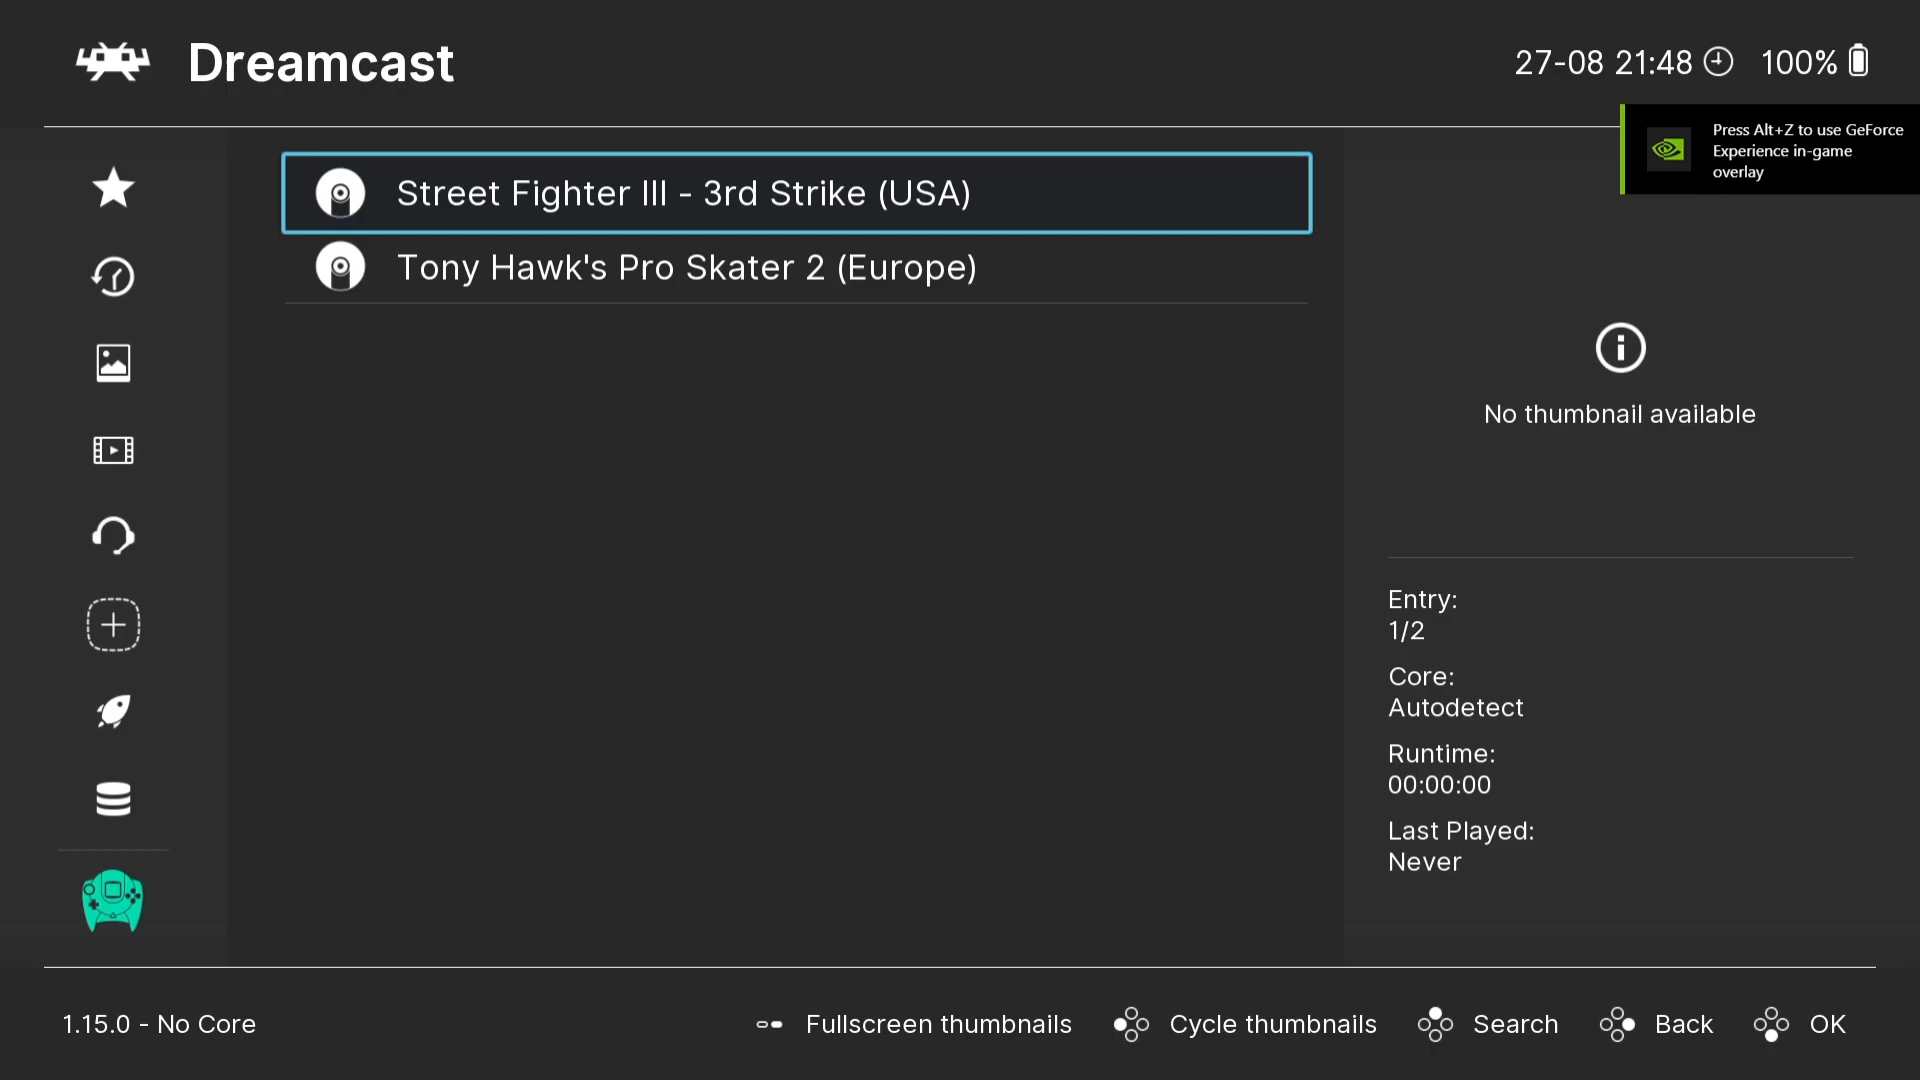 Dreamcast
27-08 21:48
100%
Press Alt+Z to use GeForce
Experience in-game
overlay
Street Fighter III - 3rd Strike (USA)
Tony Hawk's Pro Skater 2 (Europe)
No thumbnail available
Entry:
1/2
Core:
Autodetect
Runtime:
00:00:00
Last Played:
Never
1.15.0 - No Core
Fullscreen thumbnails
Cycle thumbnails
Search
Back
OK